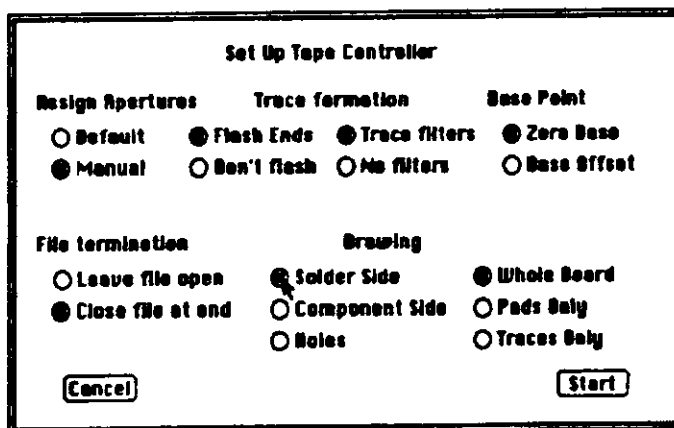 Set Up Tape Controller
Assign Apertures Trace formation Base Point
Default Flash Ends Trace filters Zero Base
Manual Don't flash No filters Base Offset
File termination Drawing
Leave file open Solder Side Whole Board
Close file at end Component Side Pads Only
Holes Traces Only
Cancel Start